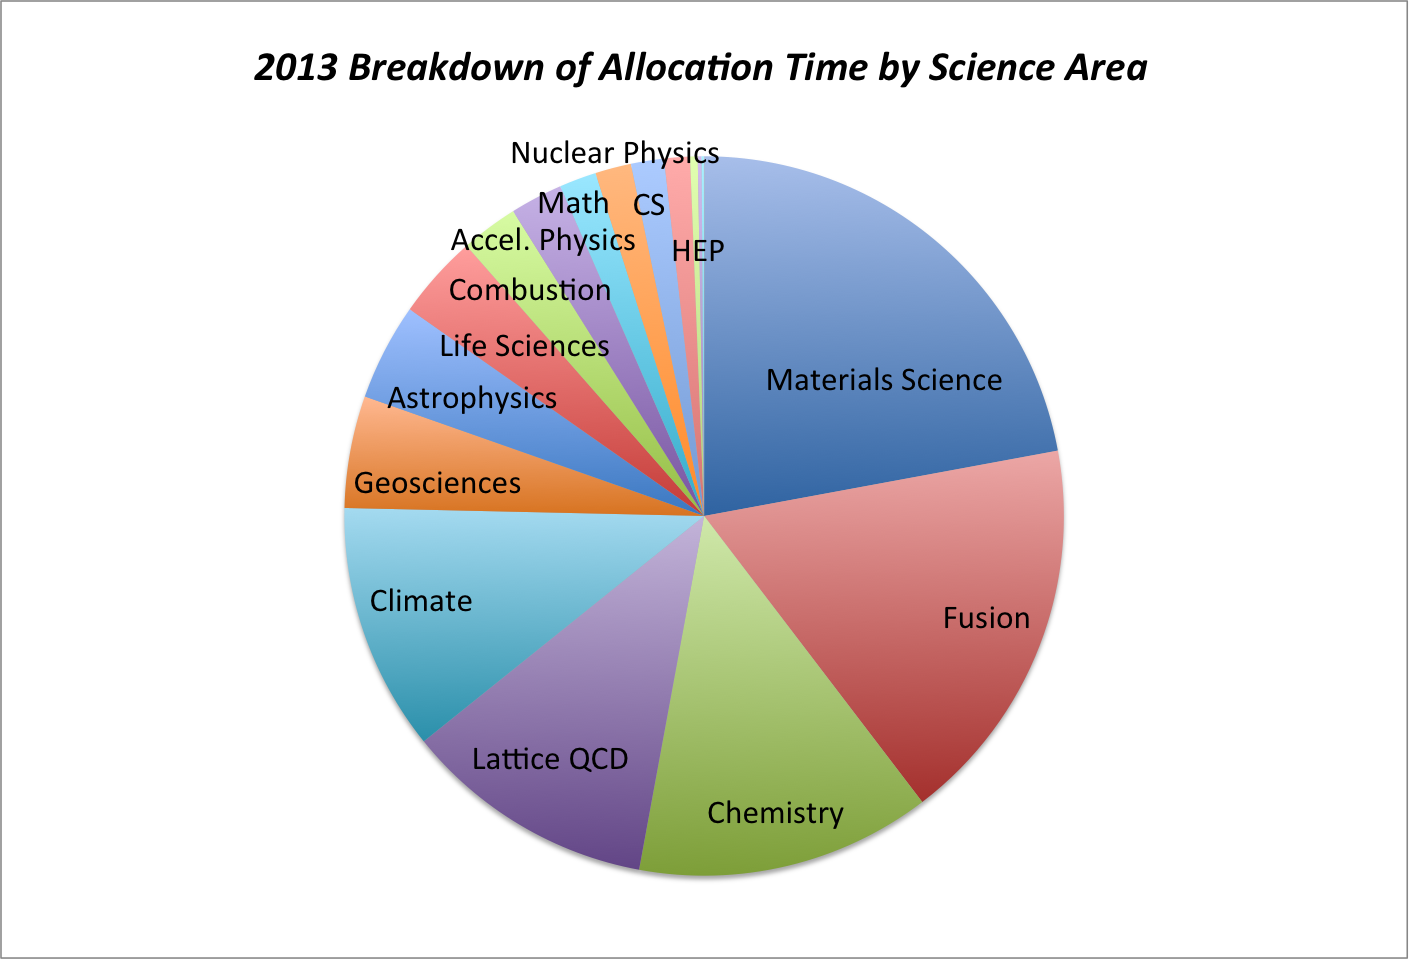 2013 Breakdown of Allocation Time by Science Area
Nuclear Physics
Math
CS
Accel. Physics
HEP
Combustion
Life Sciences
Materials Science
Astrophysics
Geosciences
Climate
Fusion
Lattice QCD
Chemistry